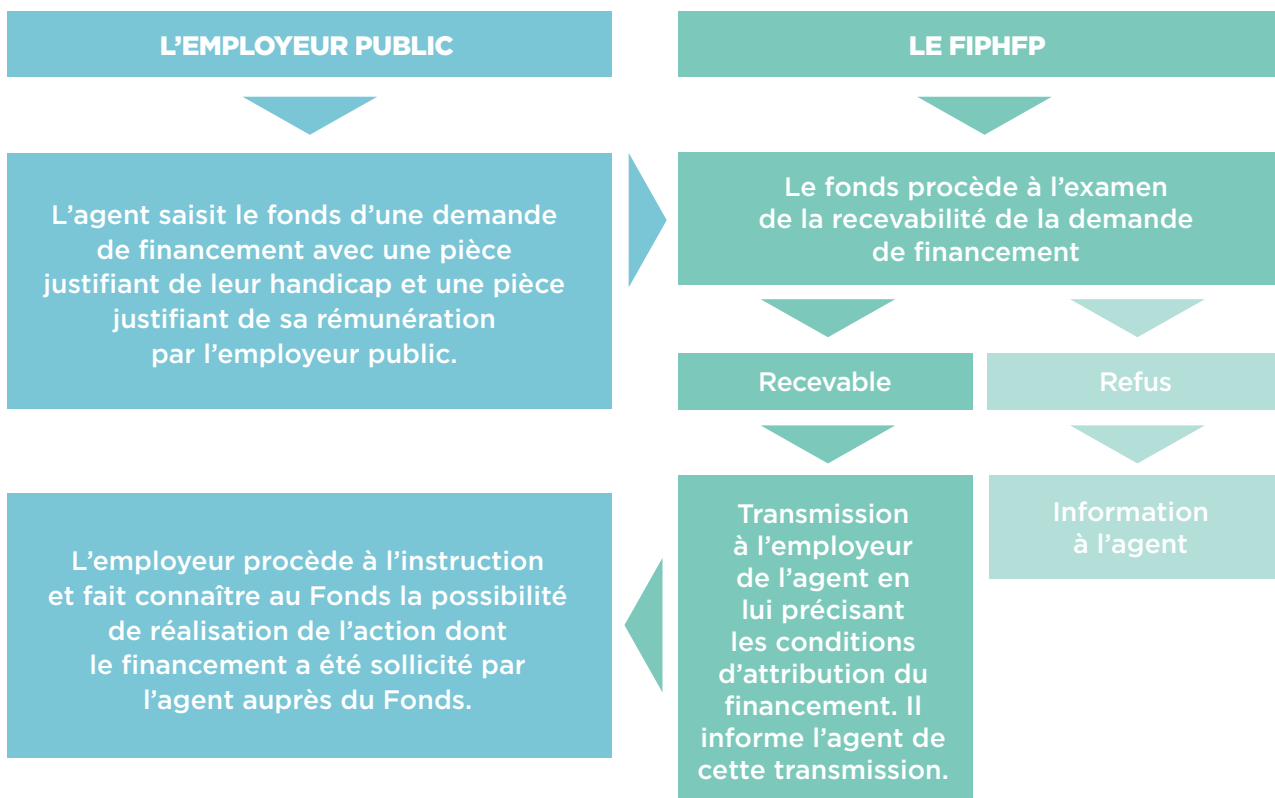 L'EMPLOYEUR PUBLIC
LE FIPHFP
L'agent saisit le fonds d'une demande
de financement avec une pièce
justifiant de leur handicap et une pièce
justifiant de sa rémunération
par l'employeur public.
Le fonds procède à l'examen
de la recevabilité de la demande
de financement
Recevable
Refus
Transmission
à l'employeur
de l'agent en
lui précisant
les conditions
d'attribution du
financement. Il
informe l'agent de
cette transmission.
Information
à l'agent
L'employeur procède à l'instruction
et fait connaître au Fonds la possibilité
de réalisation de l'action dont
le financement a été sollicité par
l'agent auprès du Fonds.